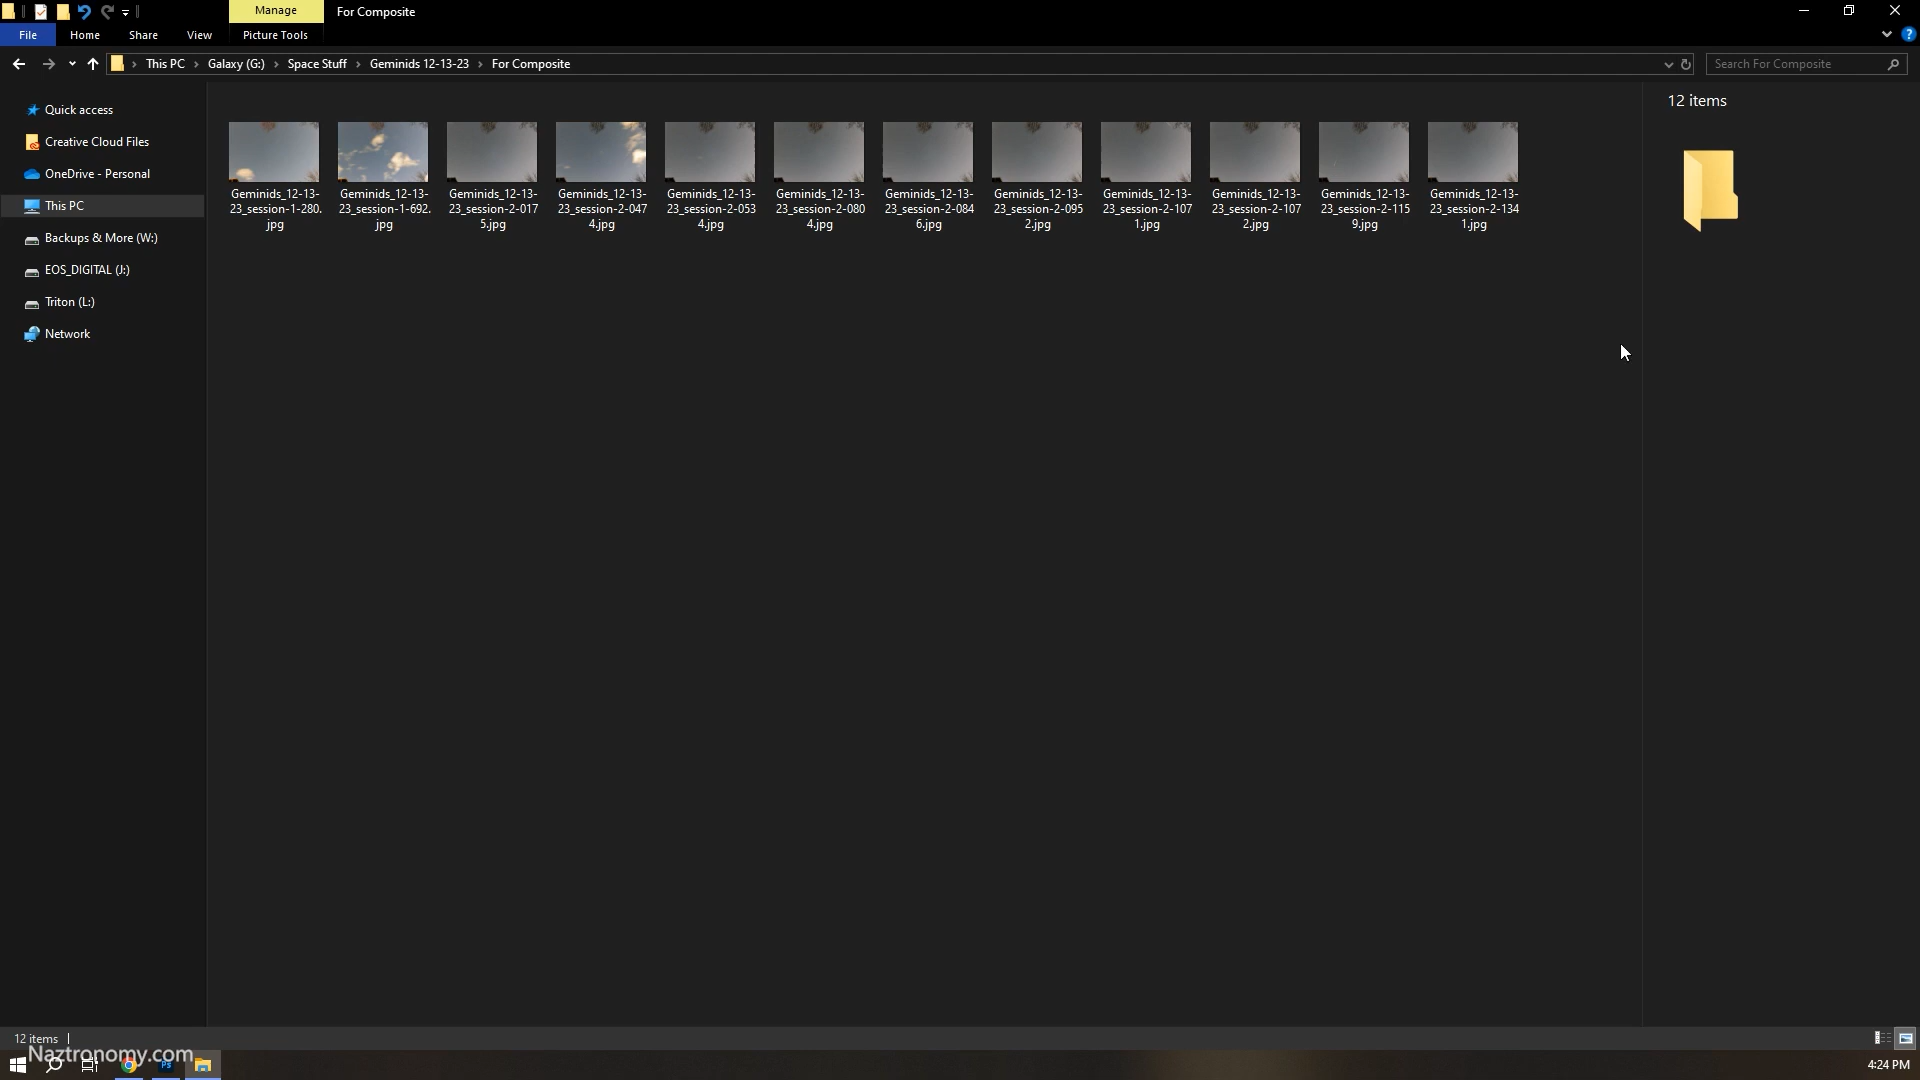 Manage
For Composite
File
Home
Share
View
Picture Tools
This PC > Galaxy (G:) > Space Stuff > Geminids 12-13-23 > For Composite
Search For Composite
Quick access
Creative Cloud Files
OneDrive - Personal
This PC
Backups & More (W:)
EOS_DIGITAL (J:)
Triton (L:)
Network
Geminids_12-13-
23_session-1-280.
jpg
Geminids_12-13-
23_session-1-692.
jpg
Geminids_12-13-
23_session-2-017
5.jpg
Geminids_12-13-
23_session-2-047
4.jpg
Geminids_12-13-
23_session-2-053
4.jpg
Geminids_12-13-
23_session-2-080
4.jpg
Geminids_12-13-
23_session-2-084
6.jpg
Geminids_12-13-
23_session-2-095
2.jpg
Geminids_12-13-
23_session-2-107
1.jpg
Geminids_12-13-
23_session-2-107
2.jpg
Geminids_12-13-
23_session-2-115
9.jpg
Geminids_12-13-
23_session-2-134
1.jpg
12 items
12 items
Naztronomy.com
Ps
4:24 PM